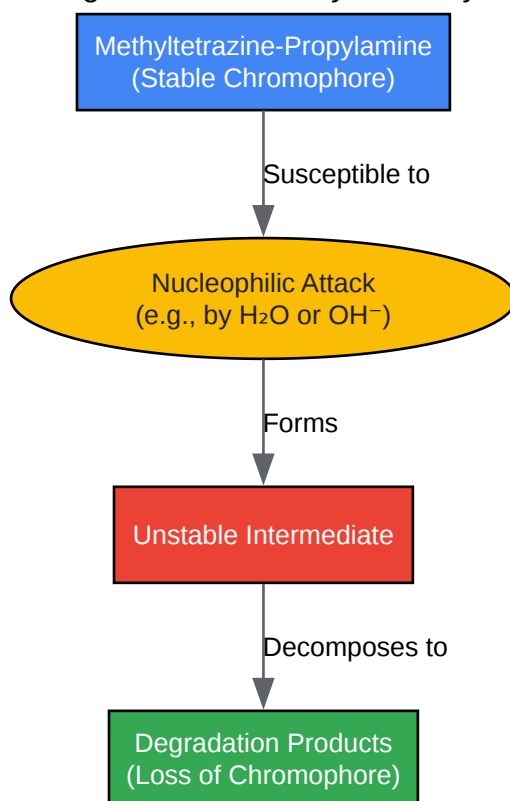 Methyltetrazine-Propylamine
(Stable Chromophore)
Susceptible to
Nucleophilic Attack
(e.g., by H₂O or OH⁻)
Forms
Unstable Intermediate
Decomposes to
Degradation Products
(Loss of Chromophore)